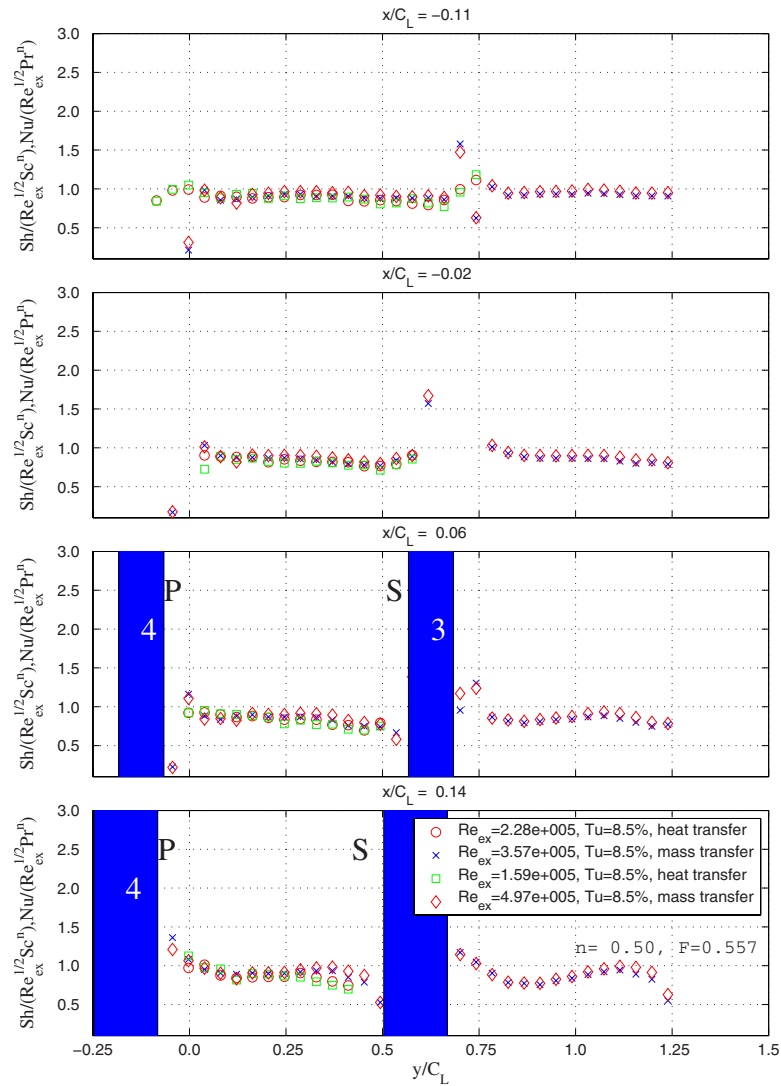 x/C_L = −0.11
3.0
2.5
2.0
1.5
1.0
0.5
Sh/(Re_ex^1/2Sc^n),Nu/(Re_ex^1/2Pr^n)
x/C_L = −0.02
3.0
2.5
2.0
1.5
1.0
0.5
Sh/(Re_ex^1/2Sc^n),Nu/(Re_ex^1/2Pr^n)
x/C_L = 0.06
3.0
2.5
2.0
1.5
1.0
0.5
Sh/(Re_ex^1/2Sc^n),Nu/(Re_ex^1/2Pr^n)
P
S
4
3
x/C_L = 0.14
3.0
2.5
2.0
1.5
1.0
0.5
Sh/(Re_ex^1/2Sc^n),Nu/(Re_ex^1/2Pr^n)
P
S
4
Re_ex=2.28e+005, Tu=8.5%, heat transfer
Re_ex=3.57e+005, Tu=8.5%, mass transfer
Re_ex=1.59e+005, Tu=8.5%, heat transfer
Re_ex=4.97e+005, Tu=8.5%, mass transfer
n= 0.50, F=0.557
−0.25 0.0 0.25 0.5 0.75 1.0 1.25 1.5
y/C_L